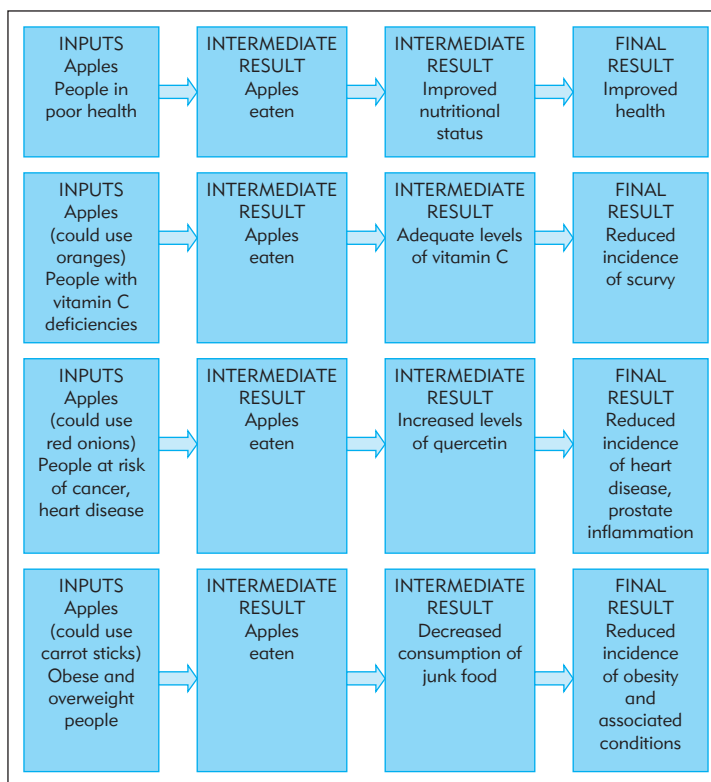 INPUTS
Apples
People in
poor health
INTERMEDIATE
RESULT
Apples
eaten
INTERMEDIATE
RESULT
Improved
nutritional
status
FINAL
RESULT
Improved
health
INPUTS
Apples
(could use
oranges)
People with
vitamin C
deficiencies
INTERMEDIATE
RESULT
Apples
eaten
INTERMEDIATE
RESULT
Adequate levels
of vitamin C
FINAL
RESULT
Reduced
incidence
of scurvy
INPUTS
Apples
(could use
red onions)
People at risk
of cancer,
heart disease
INTERMEDIATE
RESULT
Apples
eaten
INTERMEDIATE
RESULT
Increased levels
of quercetin
FINAL
RESULT
Reduced
incidence
of heart
disease,
prostate
inflammation
INPUTS
Apples
(could use
carrot sticks)
Obese and
overweight
people
INTERMEDIATE
RESULT
Apples
eaten
INTERMEDIATE
RESULT
Decreased
consumption of
junk food
FINAL
RESULT
Reduced
incidence
of obesity
and
associated
conditions